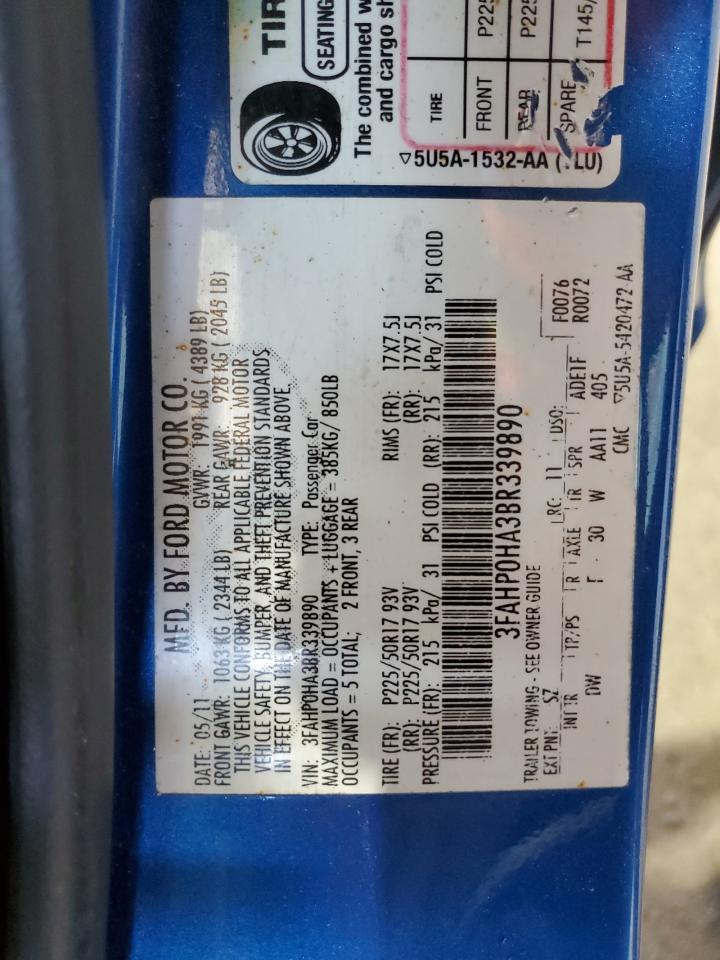 MFD. BY FORD MOTOR CO.
DATE: 05/11 GVWR: 1991 KG ( 4389 LB)
FRONT GAWR: 1063 KG ( 2344 LB) REAR GAWR: 928 KG ( 2045 LB)
THIS VEHICLE CONFORMS TO ALL APPLICABLE FEDERAL MOTOR
VEHICLE SAFETY, BUMPER, AND THEFT PREVENTION STANDARDS
IN EFFECT ON THE DATE OF MANUFACTURE SHOWN ABOVE.
VIN: 3FAHP0HA3BR339890 TYPE: Passenger Car
MAXIMUM LOAD = OCCUPANTS + LUGGAGE = 385KG/ 850LB
OCCUPANTS = 5 TOTAL; 2 FRONT, 3 REAR
TIRE (FR): P225/50R17 93V RIMS (FR): 17X7.5J
(RR): P225/50R17 93V (RR): 17X7.5J
PRESSURE (FR): 215 kPa/ 31 PSI COLD (RR): 215 kPa/ 31 PSI COLD
3FAHP0HA3BR339890
TRAILER TOWING - SEE OWNER GUIDE
EXT PNT: SZ RC: 11 DSO: F0076
R0072
INT TR TP/PS R AXLE TR SPR ADE1F
DW 30 W AA11 405
CMC ▽5U5A-5420472-AA
TIR
SEATING
The combined w
and cargo sh
TIRE
FRONT P225
REAR P225
SPARE T145/
▽5U5A-1532-AA ( LU)